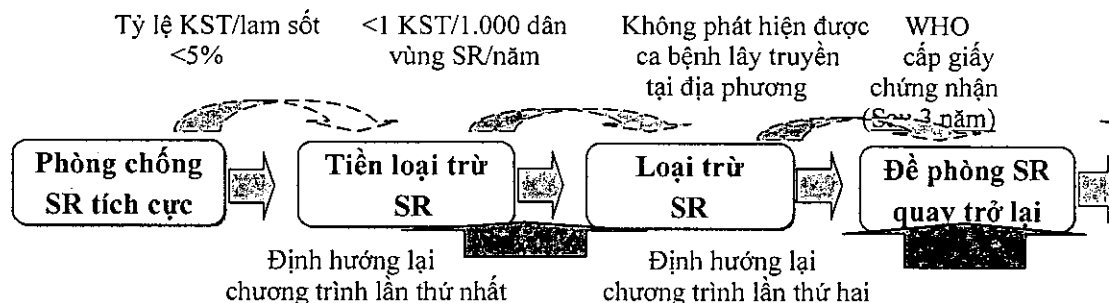 Tỷ lệ KST/lam sốt
<5%
<1 KST/1.000 dân
vùng SR/năm
Không phát hiện được
ca bệnh lây truyền
tại địa phương
WHO
cấp giấy
chứng nhận
(Sau 3 năm)
Phòng chống
SR tích cực
Tiền loại trừ
SR
Loại trừ
SR
Đề phòng SR
quay trở lại
Định hướng lại
chương trình lần thứ nhất
Định hướng lại
chương trình lần thứ hai